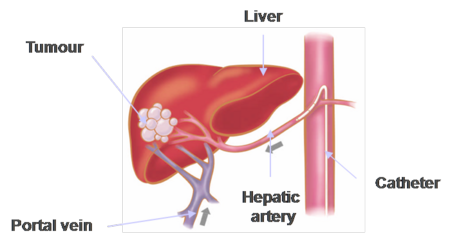 Liver
Tumour
Catheter
Hepatic
artery
Portal vein